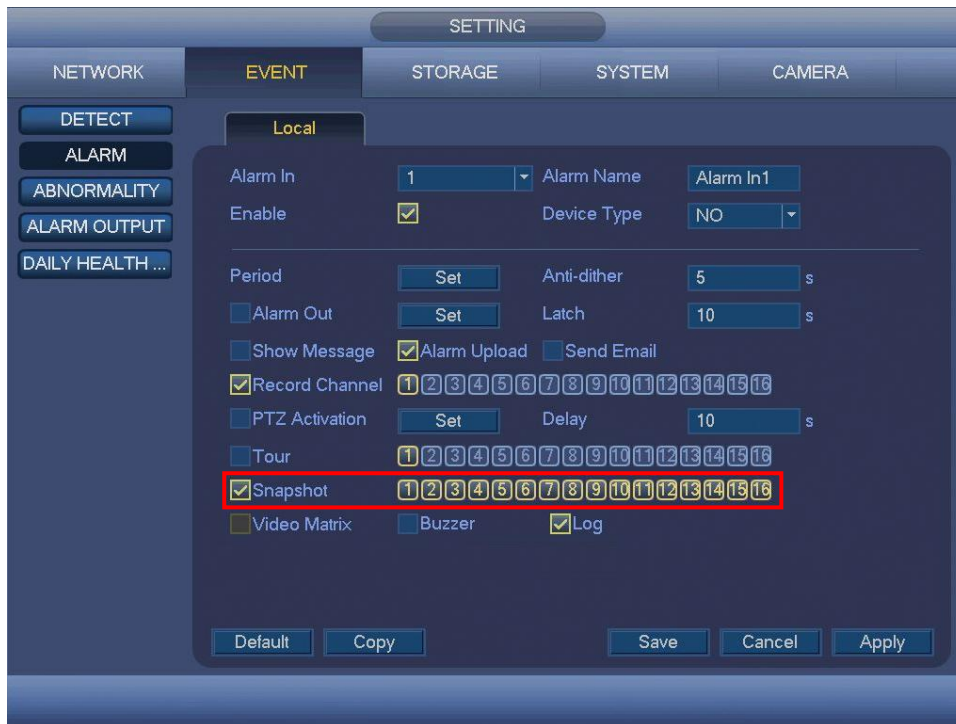 SETTING
NETWORK EVENT STORAGE SYSTEM CAMERA
DETECT
ALARM
ABNORMALITY
ALARM OUTPUT
DAILY HEALTH ...
Local
Alarm In 1 Alarm Name Alarm In1
Enable Device Type NO
Period Set Anti-dither 5 s
Alarm Out Set Latch 10 s
Show Message Alarm Upload Send Email
Record Channel 1 2 3 4 5 6 7 8 9 10 11 12 13 14 15 16
PTZ Activation Set Delay 10 s
Tour 1 2 3 4 5 6 7 8 9 10 11 12 13 14 15 16
Snapshot 1 2 3 4 5 6 7 8 9 10 11 12 13 14 15 16
Video Matrix Buzzer Log
Default Copy Save Cancel Apply